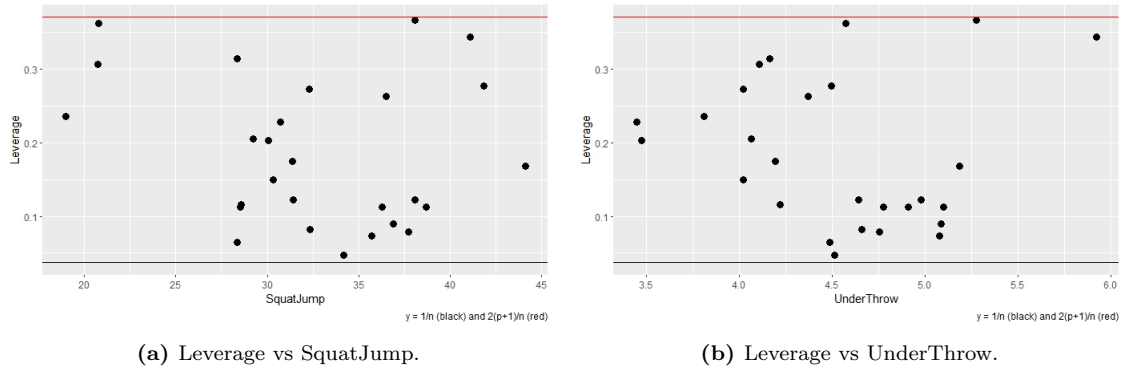 Leverage
0.3
0.2
0.1
20
25
30
35
40
45
SquatJump
y = 1/n (black) and 2(p+1)/n (red)
(a) Leverage vs SquatJump.
Leverage
0.3
0.2
0.1
3.5
4.0
4.5
5.0
5.5
6.0
UnderThrow
y = 1/n (black) and 2(p+1)/n (red)
(b) Leverage vs UnderThrow.